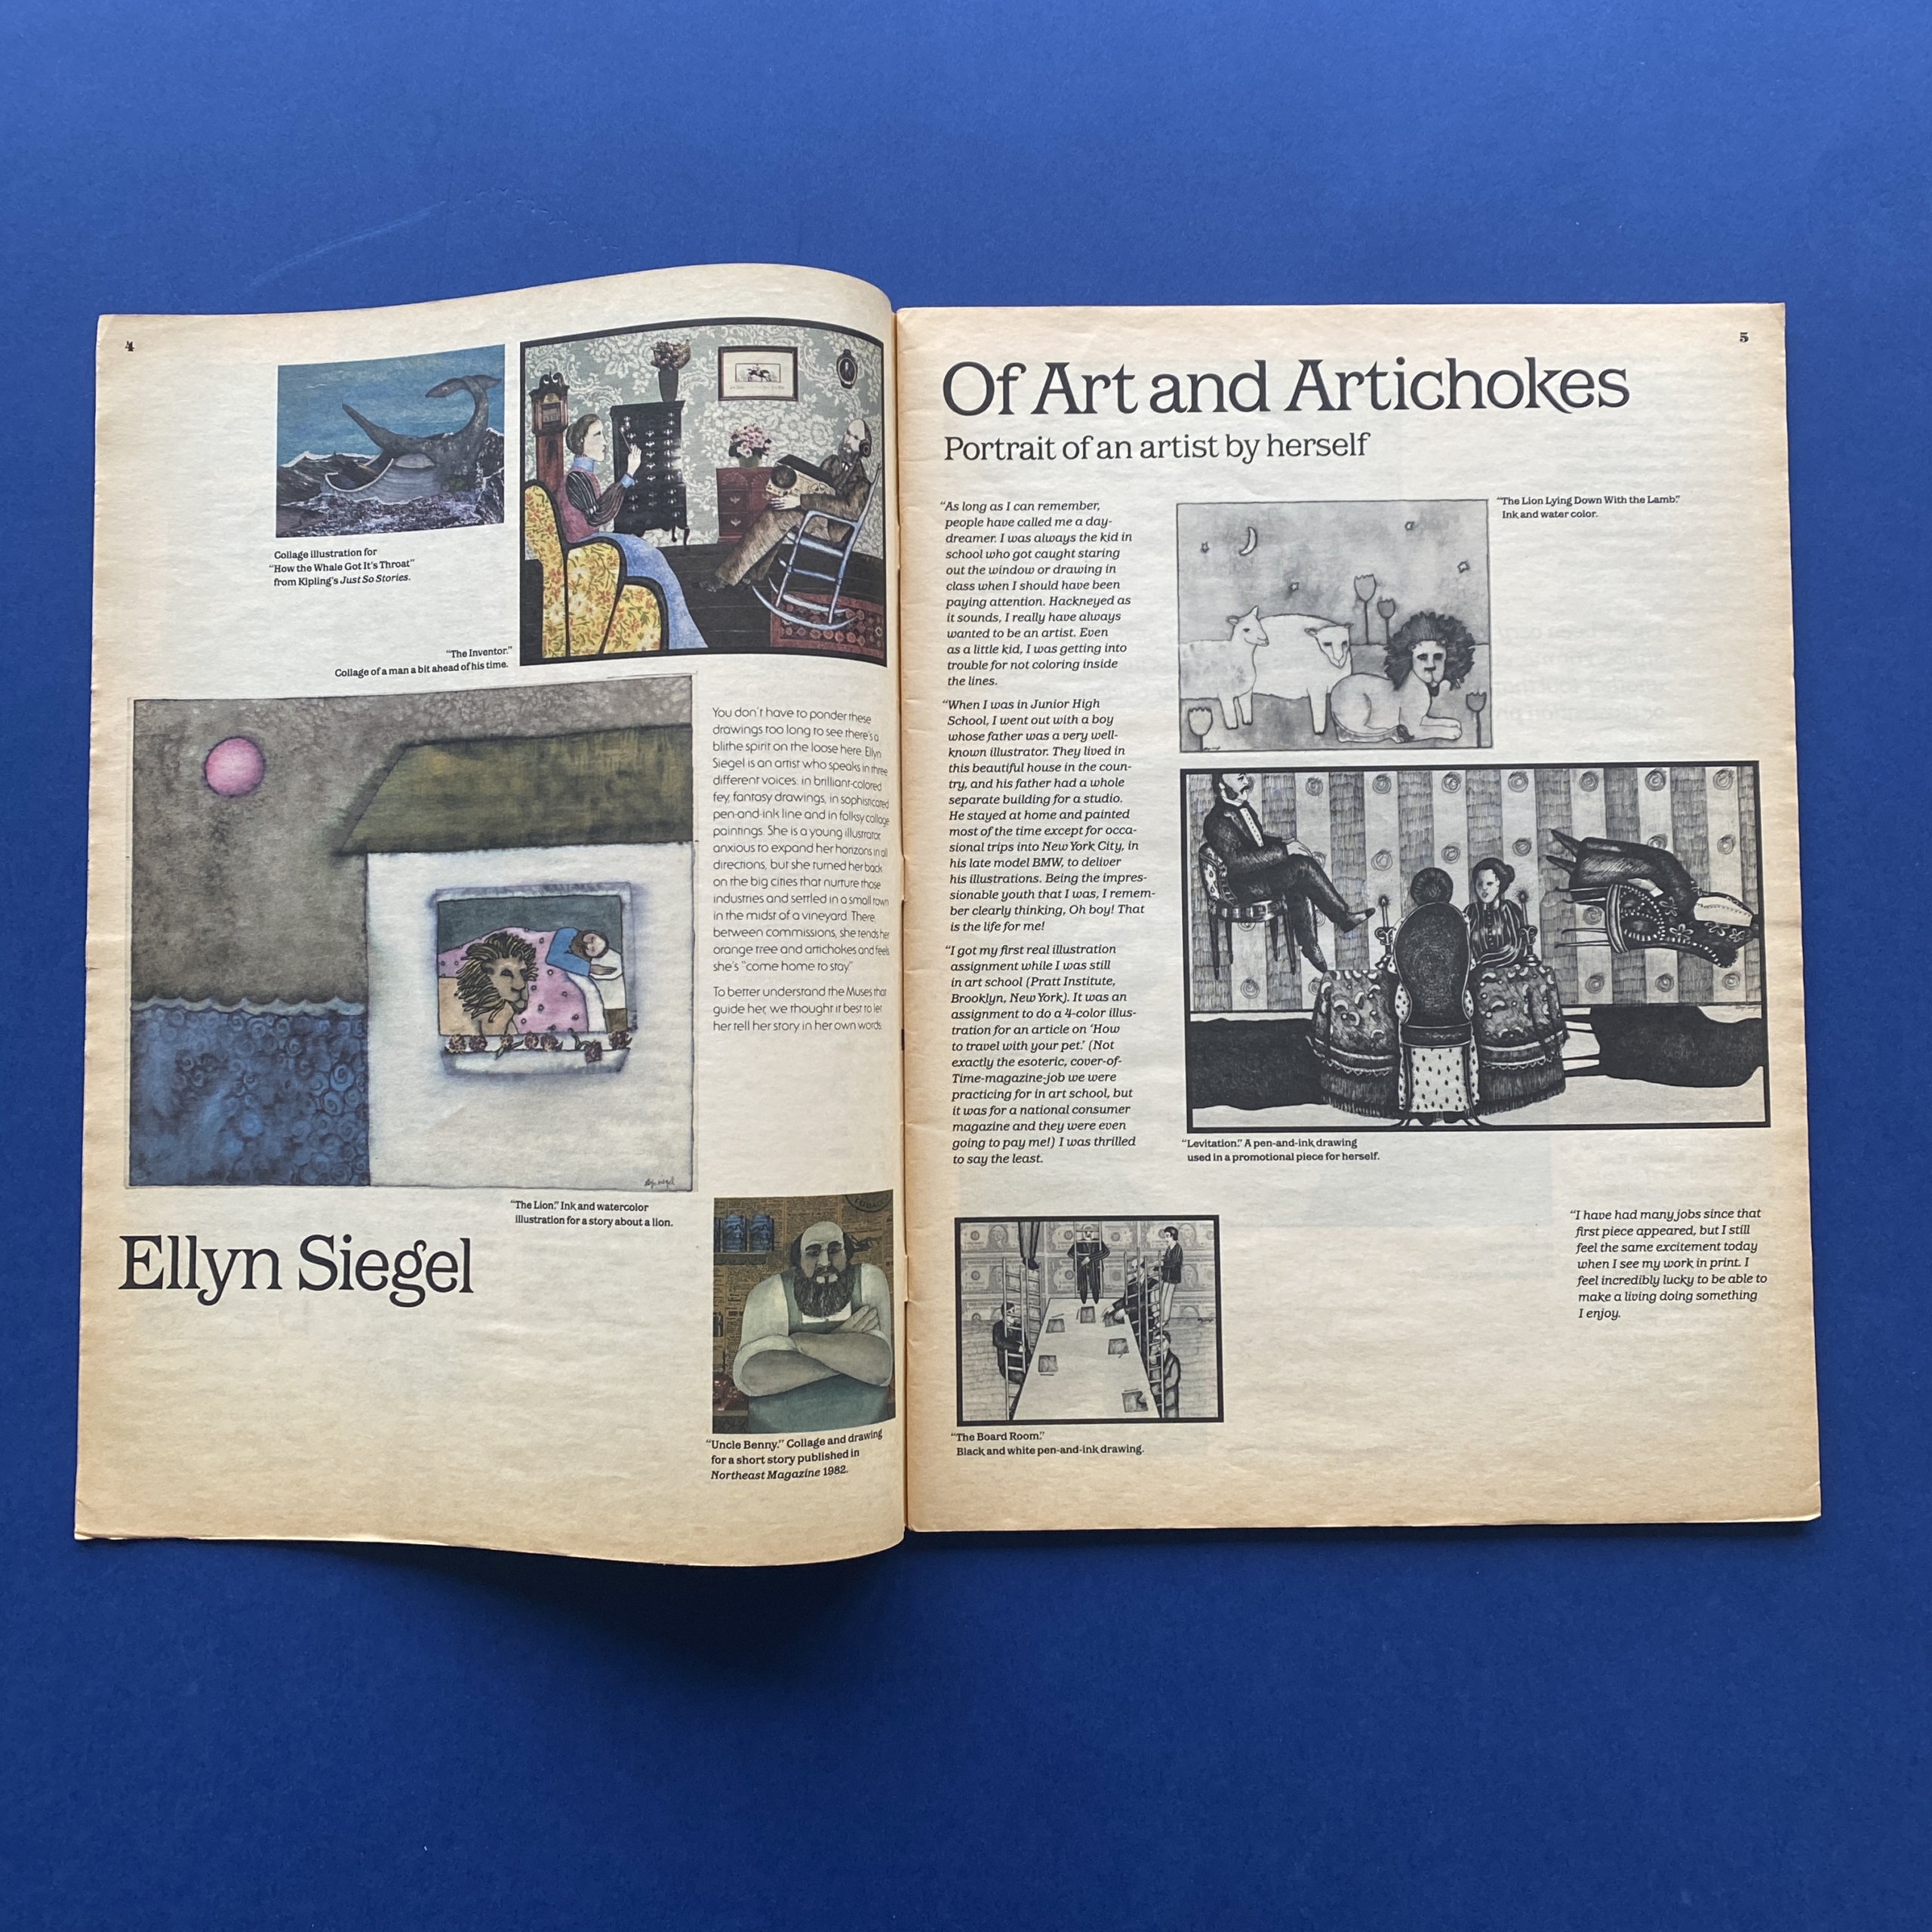 4
Collage illustration for
"How the Whale Got It's Throat"
from Kipling's Just So Stories.
"The Inventor."
Collage of a man a bit ahead of his time.
You don't have to ponder these
drawings too long to see there's a
blithe spirit on the loose here. Ellyn
Siegel is an artist who speaks in three
different voices: in brilliant-colored
fey, fantasy drawings, in sophisticated
pen-and-ink line and in folksy collage
paintings. She is a young illustrator
anxious to expand her horizons in all
directions, but she turned her back
on the big cities that nurture those
industries and settled in a small town
in the midst of a vineyard. There,
between commissions, she tends her
orange tree and artichokes and feels
she's "come home to stay."
To better understand the Muses that
guide her, we thought it best to let
her tell her story in her own words.
"The Lion." Ink and watercolor
illustration for a story about a lion.
Ellyn Siegel
"Uncle Benny." Collage and drawing
for a short story published in
Northeast Magazine 1982.
5
Of Art and Artichokes
Portrait of an artist by herself
"As long as I can remember,
people have called me a day-
dreamer. I was always the kid in
school who got caught staring
out the window or drawing in
class when I should have been
paying attention. Hackneyed as
it sounds, I really have always
wanted to be an artist. Even
as a little kid, I was getting into
trouble for not coloring inside
the lines.
"When I was in Junior High
School, I went out with a boy
whose father was a very well-
known illustrator. They lived in
this beautiful house in the coun-
try, and his father had a whole
separate building for a studio.
He stayed at home and painted
most of the time except for occa-
sional trips into New York City, in
his late model BMW, to deliver
his illustrations. Being the impres-
sionable youth that I was, I remem-
ber clearly thinking, Oh boy! That
is the life for me!
"I got my first real illustration
assignment while I was still
in art school (Pratt Institute,
Brooklyn, New York). It was an
assignment to do a 4-color illus-
tration for an article on 'How
to travel with your pet.' (Not
exactly the esoteric, cover-of-
Time-magazine-job we were
practicing for in art school, but
it was for a national consumer
magazine and they were even
going to pay me!) I was thrilled
to say the least.
"The Lion Lying Down With the Lamb."
Ink and water color.
"Levitation." A pen-and-ink drawing
used in a promotional piece for herself.
"The Board Room."
Black and white pen-and-ink drawing.
"I have had many jobs since that
first piece appeared, but I still
feel the same excitement today
when I see my work in print. I
feel incredibly lucky to be able to
make a living doing something
I enjoy.